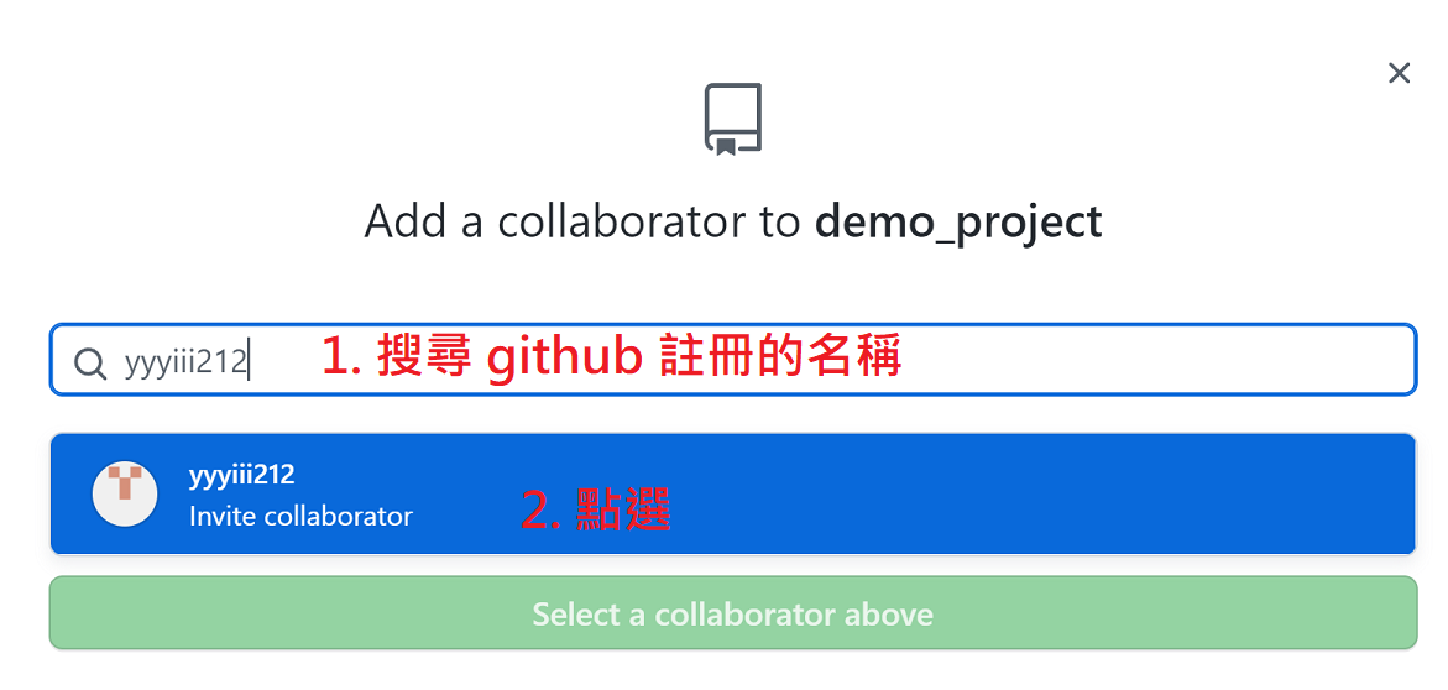 Add a collaborator to demo_project
yyyiii212 1. 搜尋 github 註冊的名稱
yyyiii212
Invite collaborator 2. 點選
Select a collaborator above